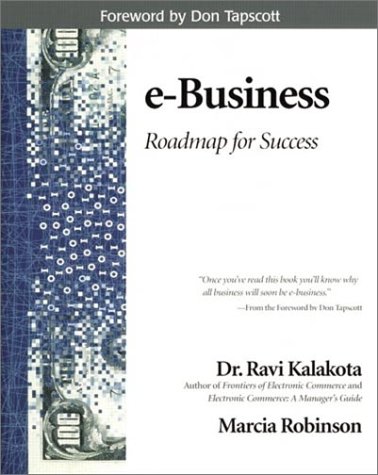 Foreword by Don Tapscott
e-Business
Roadmap for Success
"Once you've read this book you'll know why
all business will soon be e-business."
—From the Foreword by Don Tapscott
Dr. Ravi Kalakota
Author of Frontiers of Electronic Commerce and
Electronic Commerce: A Manager's Guide
Marcia Robinson
100